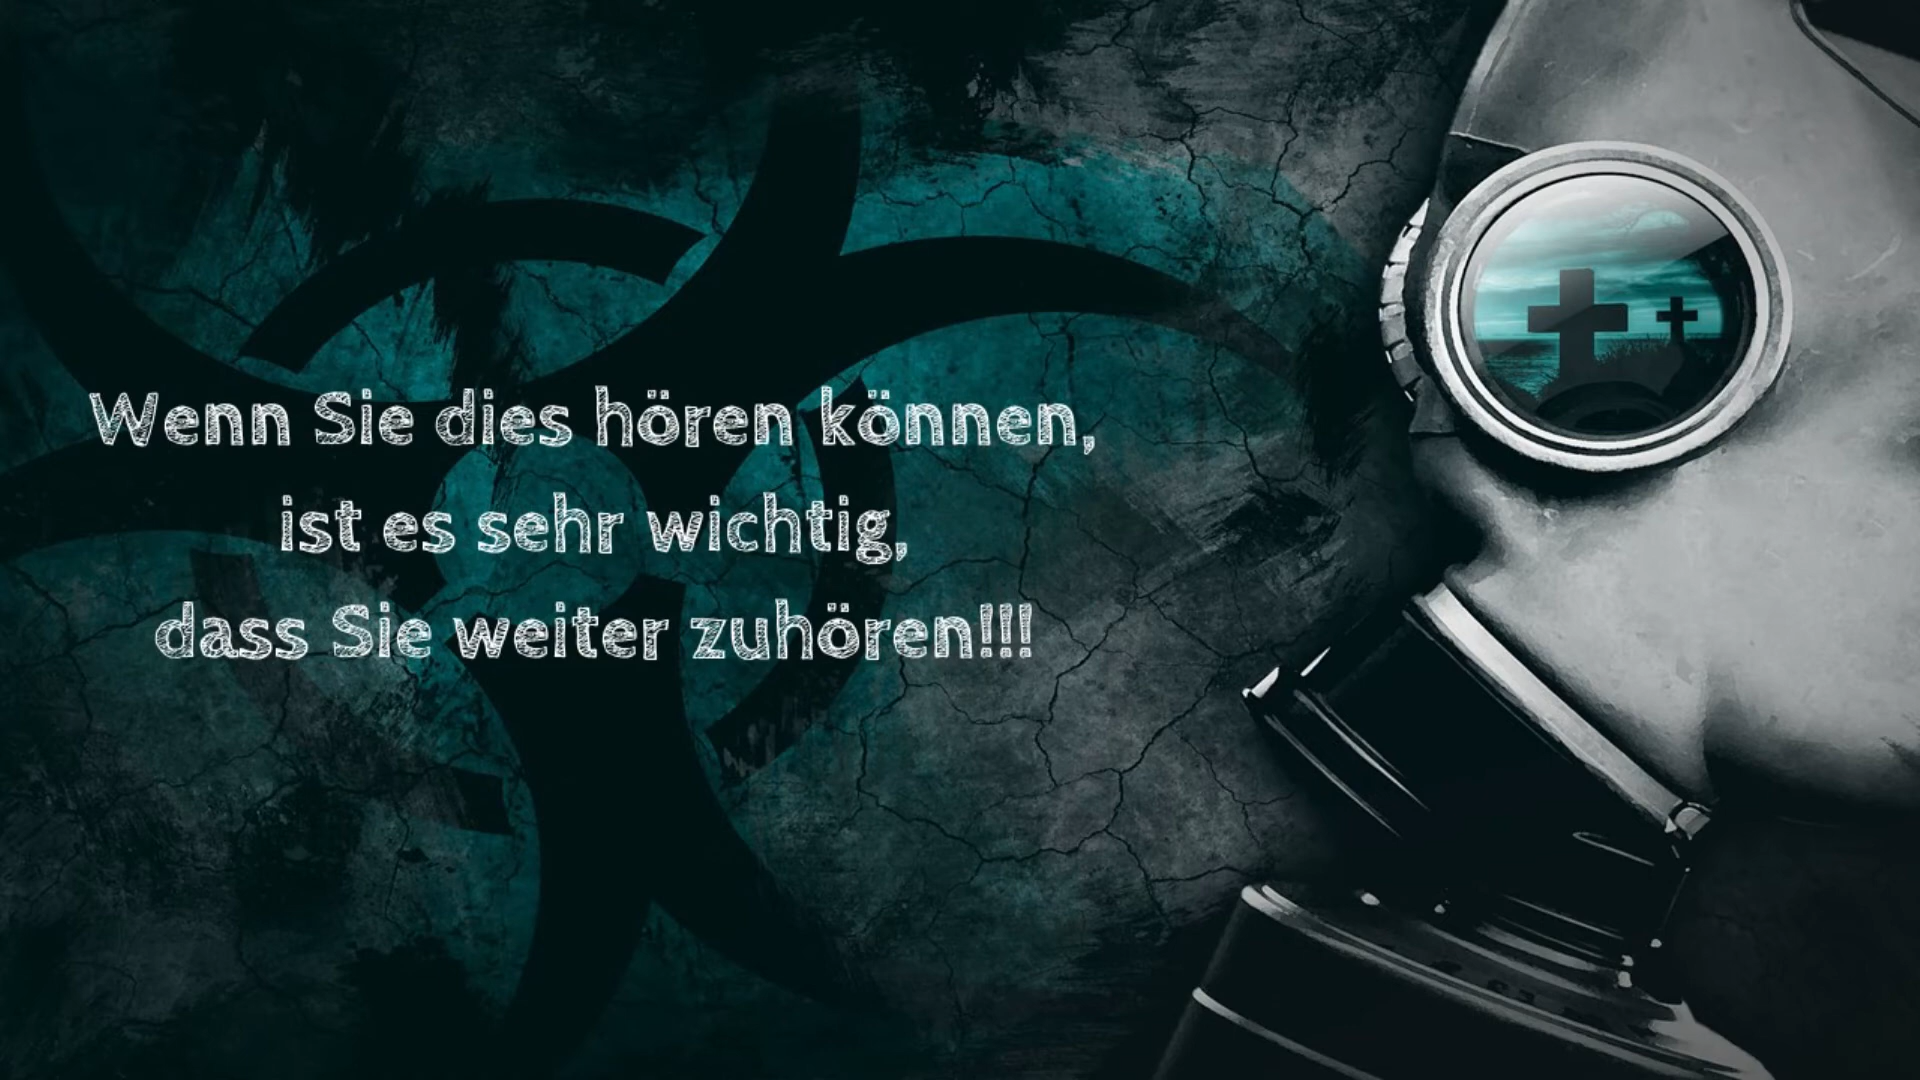 Wenn Sie dies hören können,
ist es sehr wichtig,
dass Sie weiter zuhören!!!